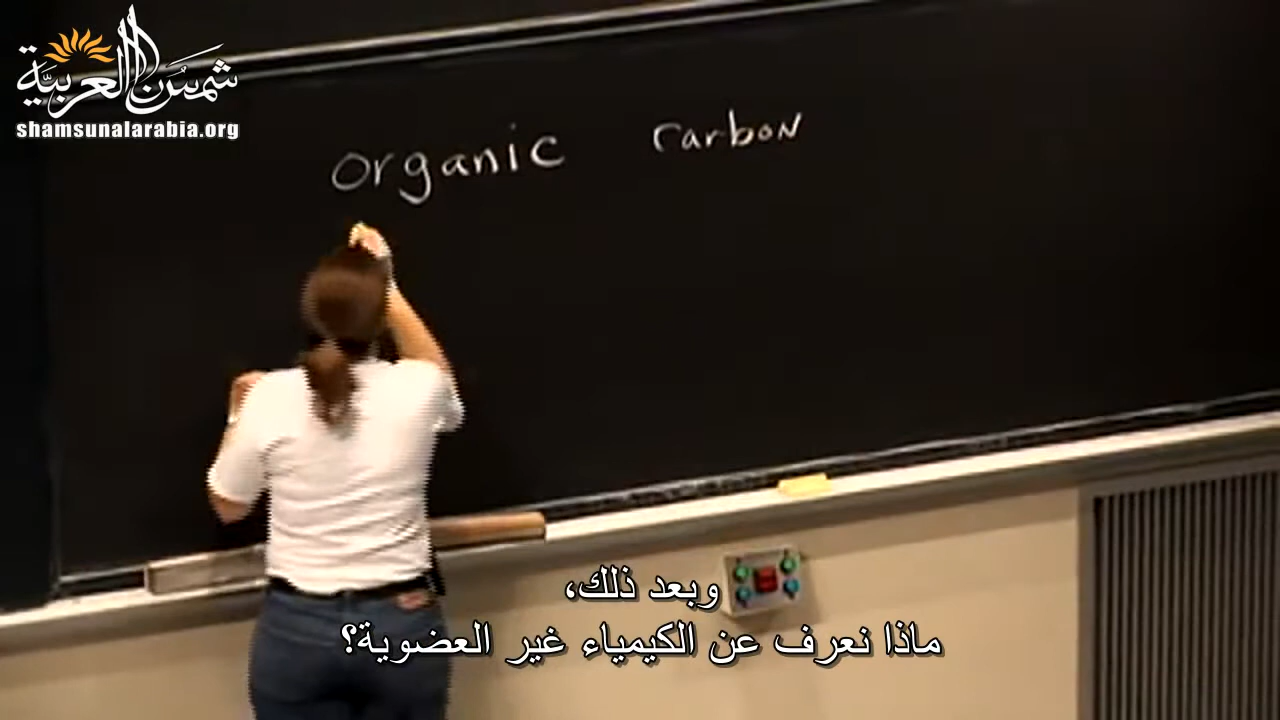 شمس العربية
shamsunalarabia.org
organic carbon
وبعد ذلك،
ماذا نعرف عن الكيمياء غير العضوية؟